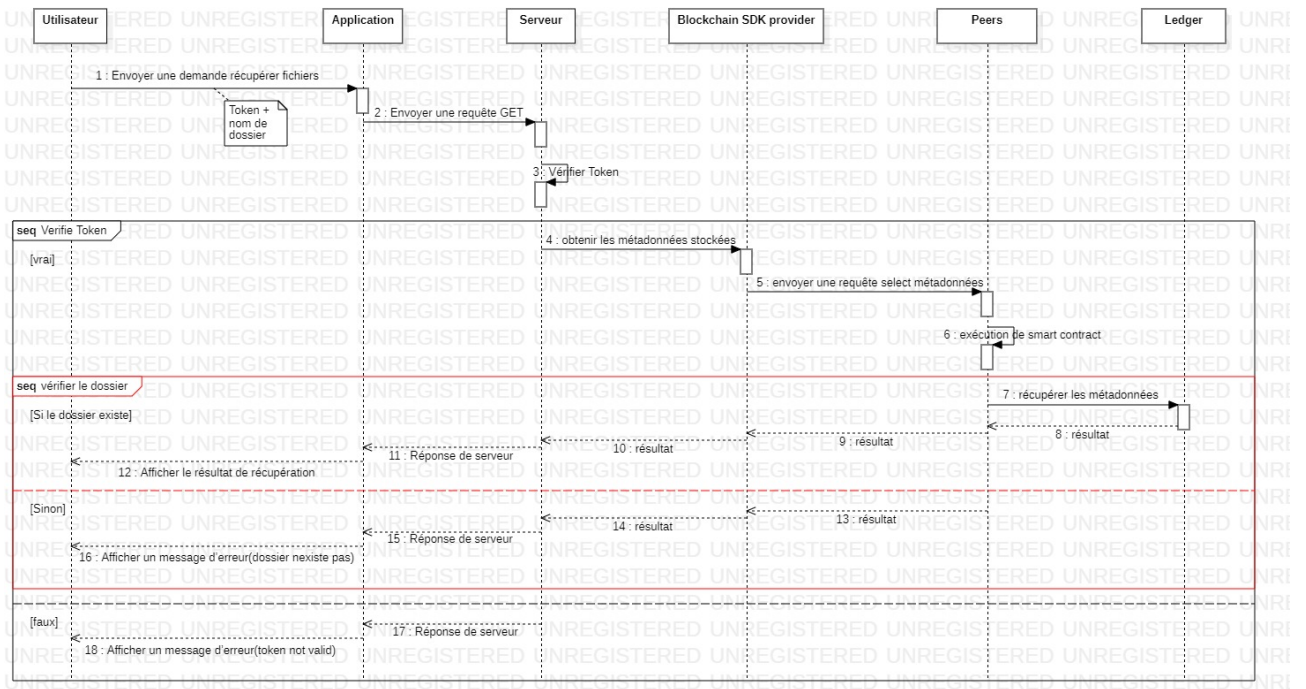 Utilisateur
Application
Serveur
Blockchain SDK provider
Peers
Ledger
1 : Envoyer une demande récupérer fichiers
Token +
nom de
dossier
2 : Envoyer une requête GET
3 : Vérifier Token
seq Verifie Token
[vrai]
4 : obtenir les métadonnées stockées
5 : envoyer une requête select métadonnées
6 : exécution de smart contract
seq vérifier le dossier
[Si le dossier existe]
7 : récupérer les métadonnées
8 : résultat
9 : résultat
10 : résultat
11 : Réponse de serveur
12 : Afficher le résultat de récupération
[Sinon]
13 : résultat
14 : résultat
15 : Réponse de serveur
16 : Afficher un message d'erreur(dossier nexiste pas)
[faux]
17 : Réponse de serveur
18 : Afficher un message d'erreur(token not valid)
UNREGISTERED